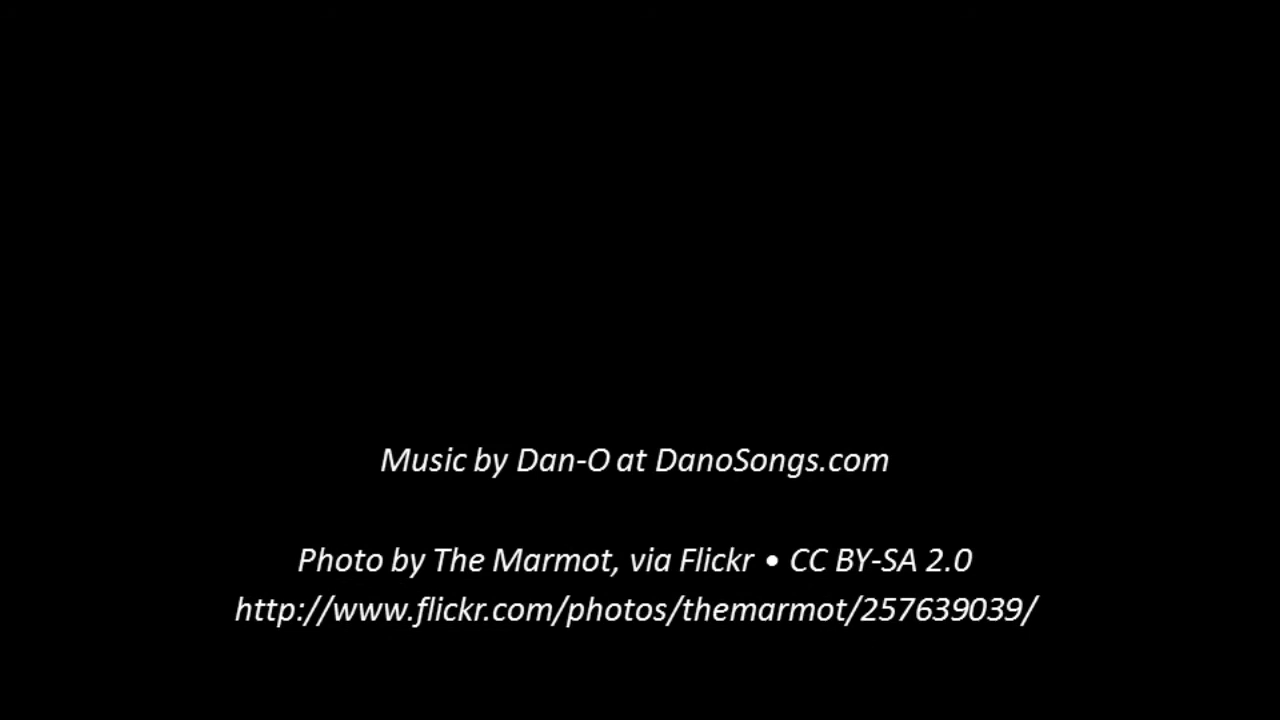 Music by Dan-O at DanoSongs.com
Photo by The Marmot, via Flickr • CC BY-SA 2.0
http://www.flickr.com/photos/themarmot/257639039/